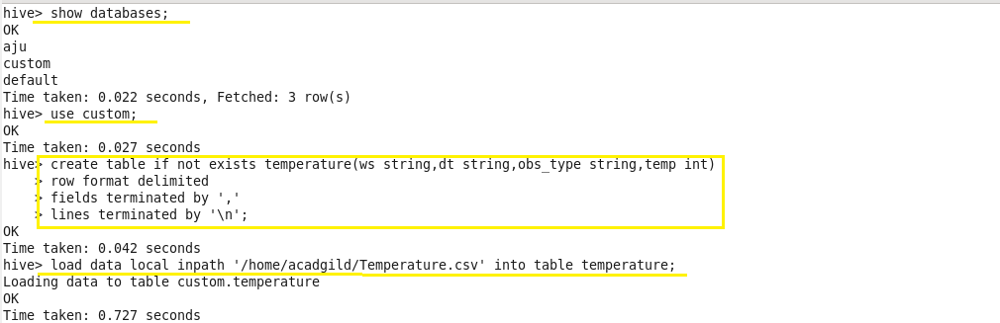 hive> show databases;
OK
aju
custom
default
Time taken: 0.022 seconds, Fetched: 3 row(s)
hive> use custom;
OK
Time taken: 0.027 seconds
hive> create table if not exists temperature(ws string,dt string,obs_type string,temp int)
    > row format delimited
    > fields terminated by ','
    > lines terminated by '\n';
OK
Time taken: 0.042 seconds
hive> load data local inpath '/home/acadgild/Temperature.csv' into table temperature;
Loading data to table custom.temperature
OK
Time taken: 0.727 seconds